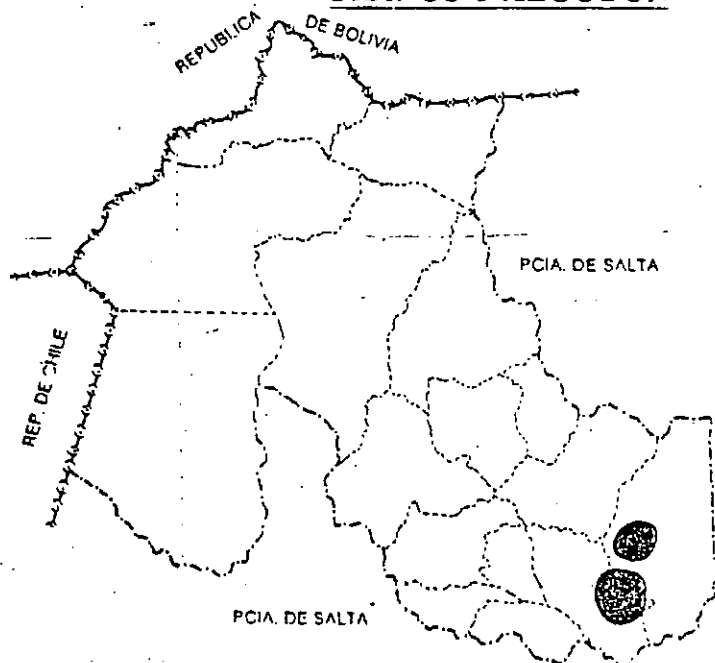 REPUBLICA DE BOLIVIA
PCIA. DE SALTA
REP. DE CHILE
PCIA. DE SALTA